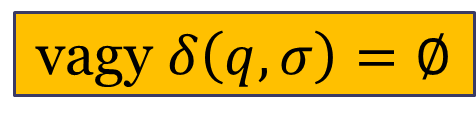 vagy δ(q, σ) = ∅